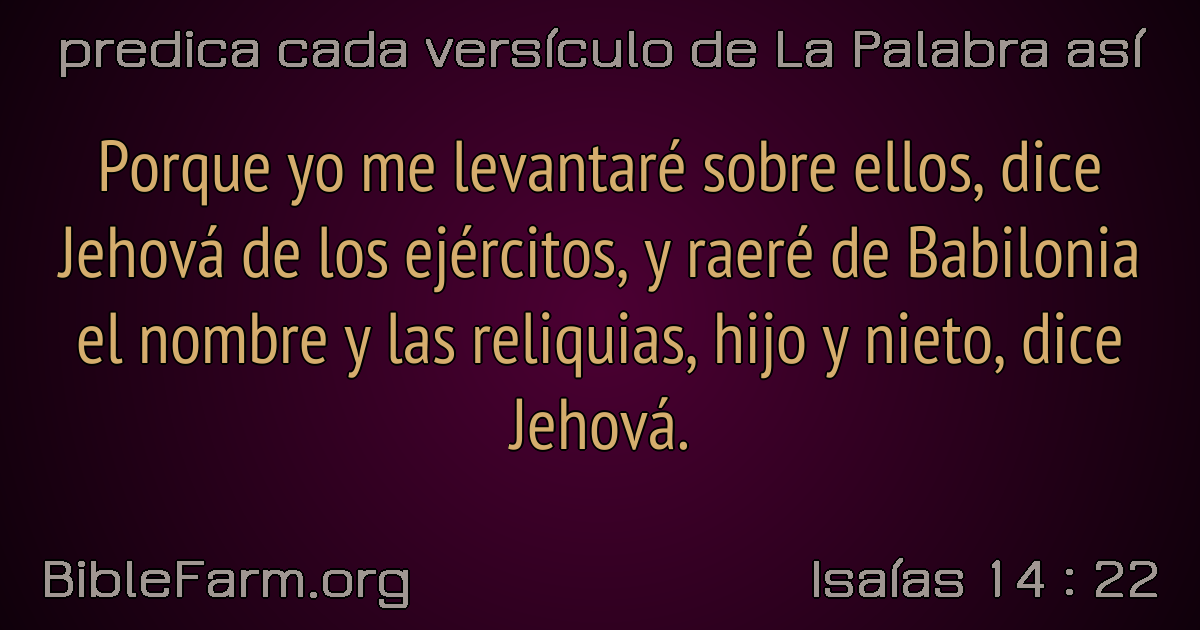 predica cada versículo de La Palabra así
Porque yo me levantaré sobre ellos, dice
Jehová de los ejércitos, y raeré de Babilonia
el nombre y las reliquias, hijo y nieto, dice
Jehová.
BibleFarm.org
Isaías 14 : 22